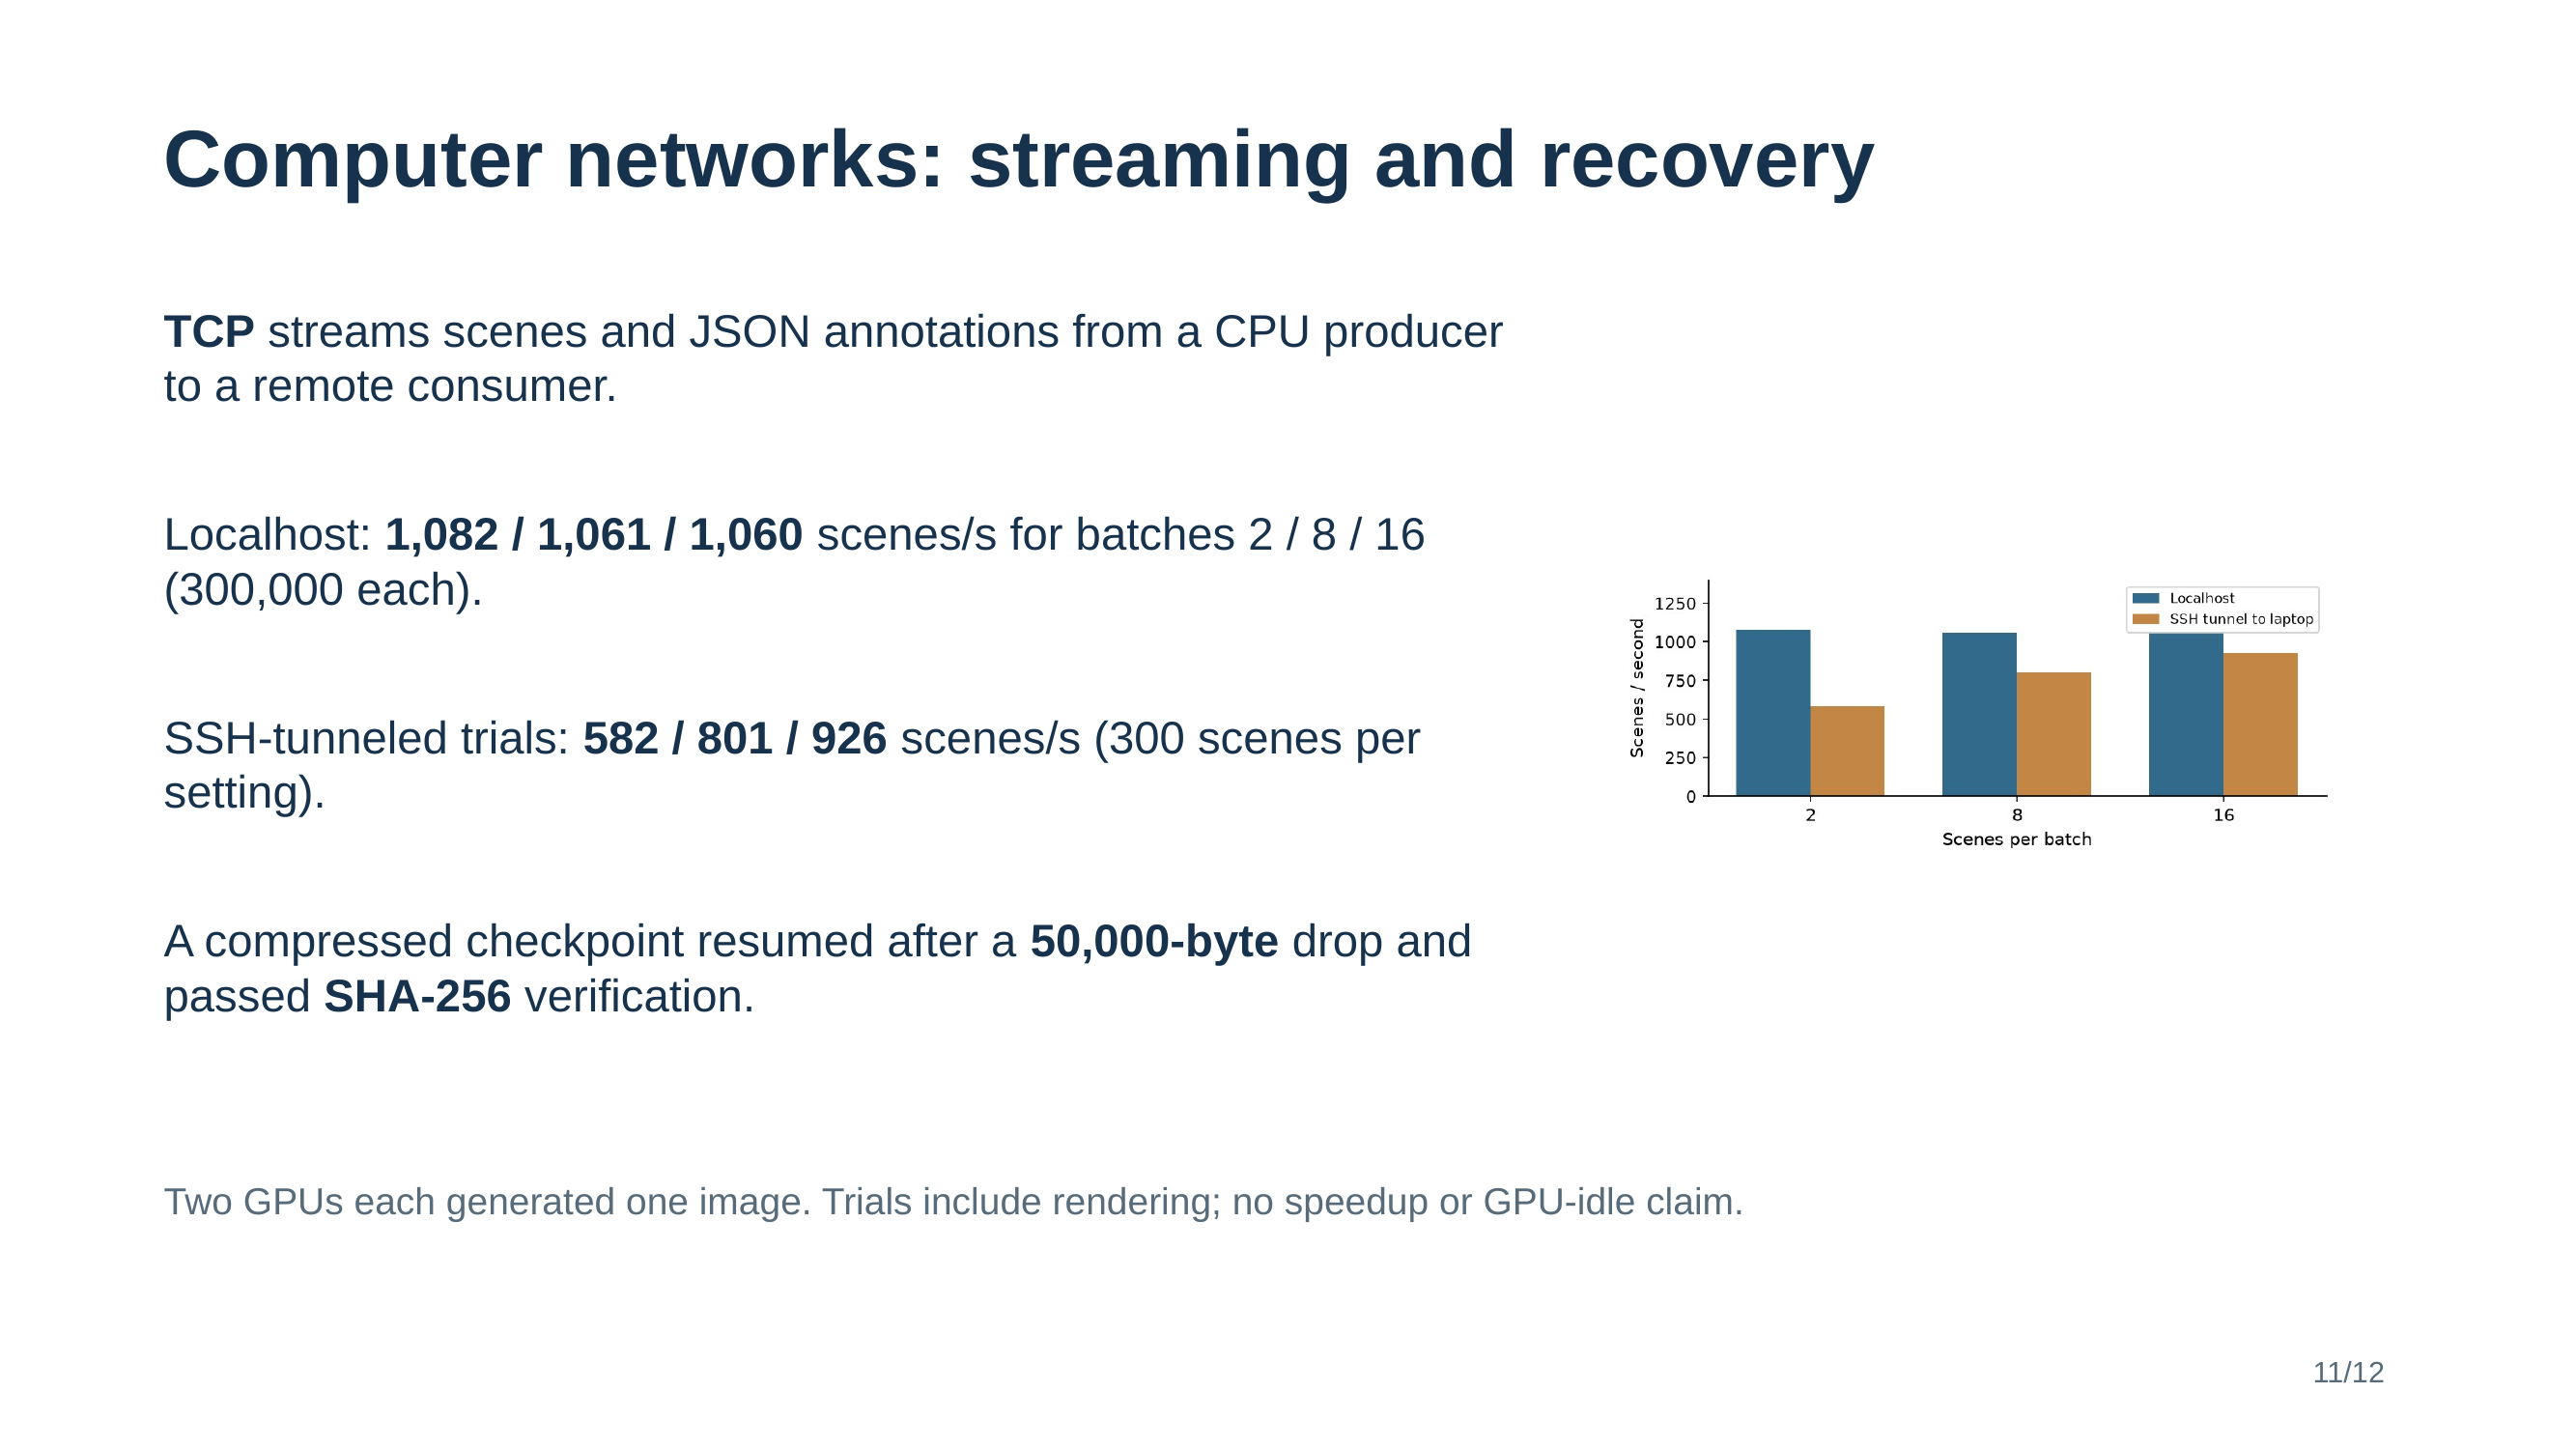 Computer networks: streaming and recovery
TCP streams scenes and JSON annotations from a CPU producer
to a remote consumer.
Localhost: 1,082 / 1,061 / 1,060 scenes/s for batches 2 / 8 / 16
(300,000 each).
SSH-tunneled trials: 582 / 801 / 926 scenes/s (300 scenes per
setting).
A compressed checkpoint resumed after a 50,000-byte drop and
passed SHA-256 verification.
Scenes / second
1250
1000
750
500
250
0
Localhost
SSH tunnel to laptop
2 8 16
Scenes per batch
Two GPUs each generated one image. Trials include rendering; no speedup or GPU-idle claim.
11/12